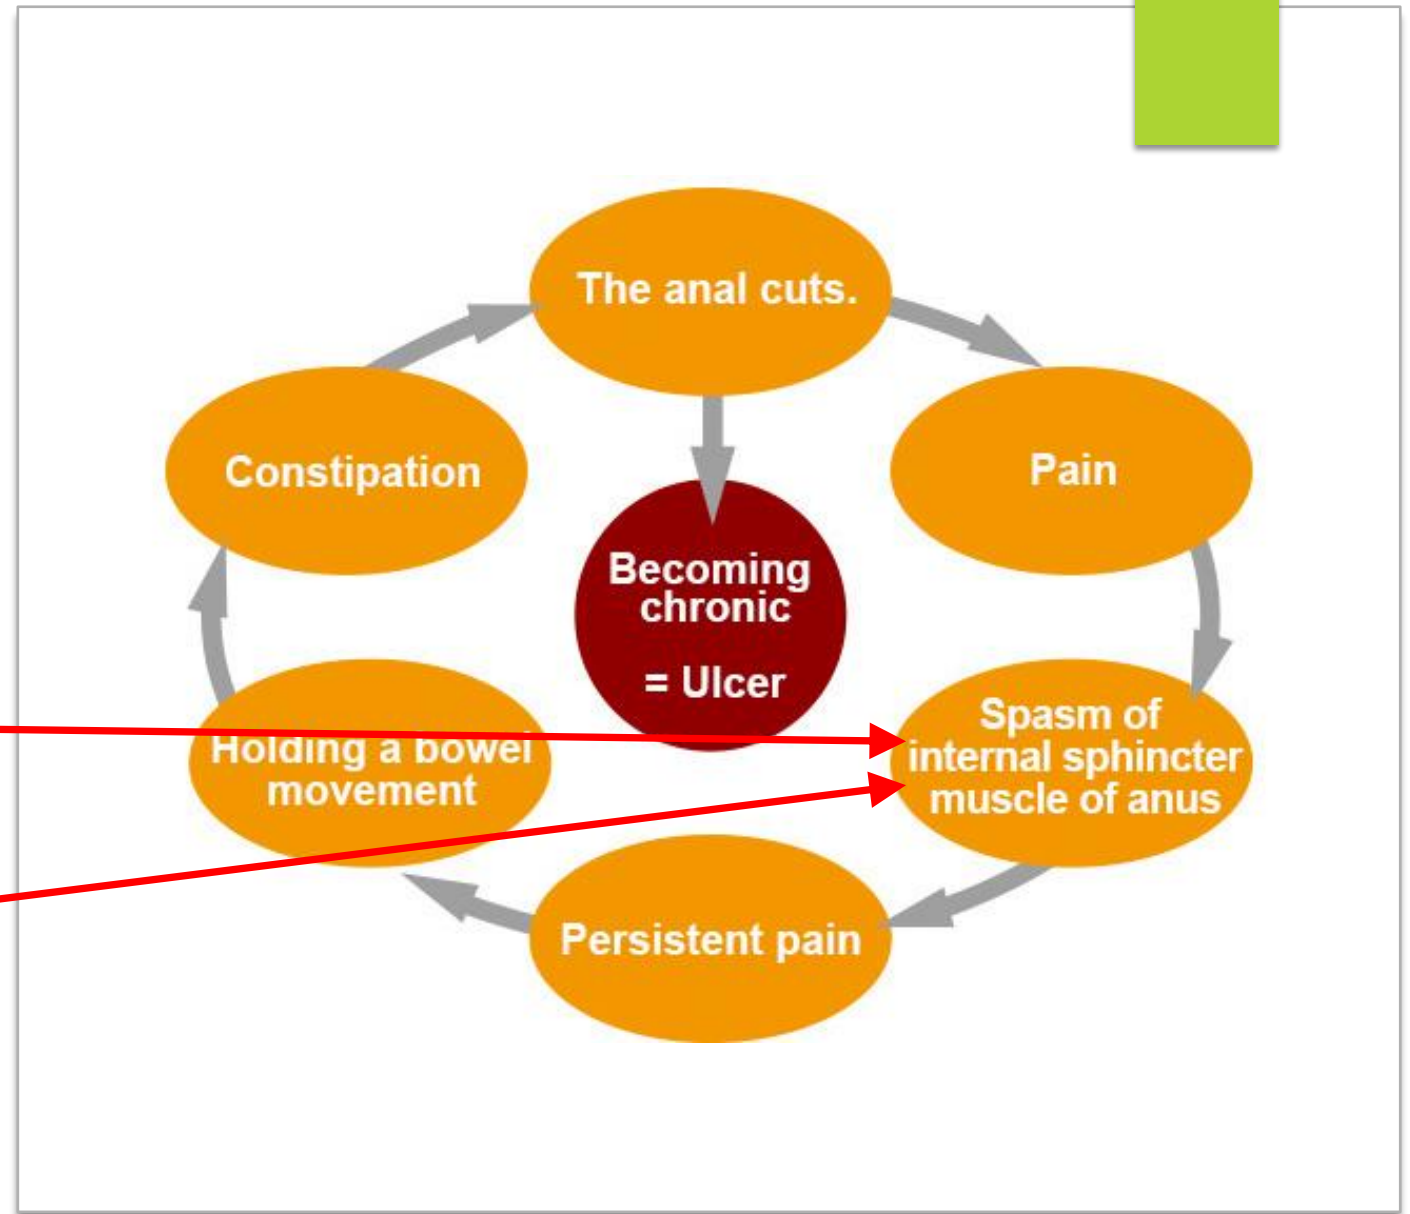 The anal cuts.
Constipation
Pain
Becoming
chronic
= Ulcer
Spasm of
internal sphincter
muscle of anus
Holding a bowel
movement
Persistent pain